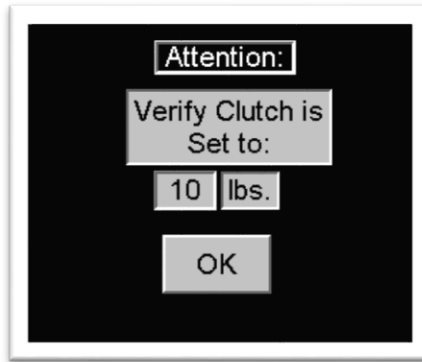 Attention:
Verify Clutch is
Set to:
10 lbs.
OK